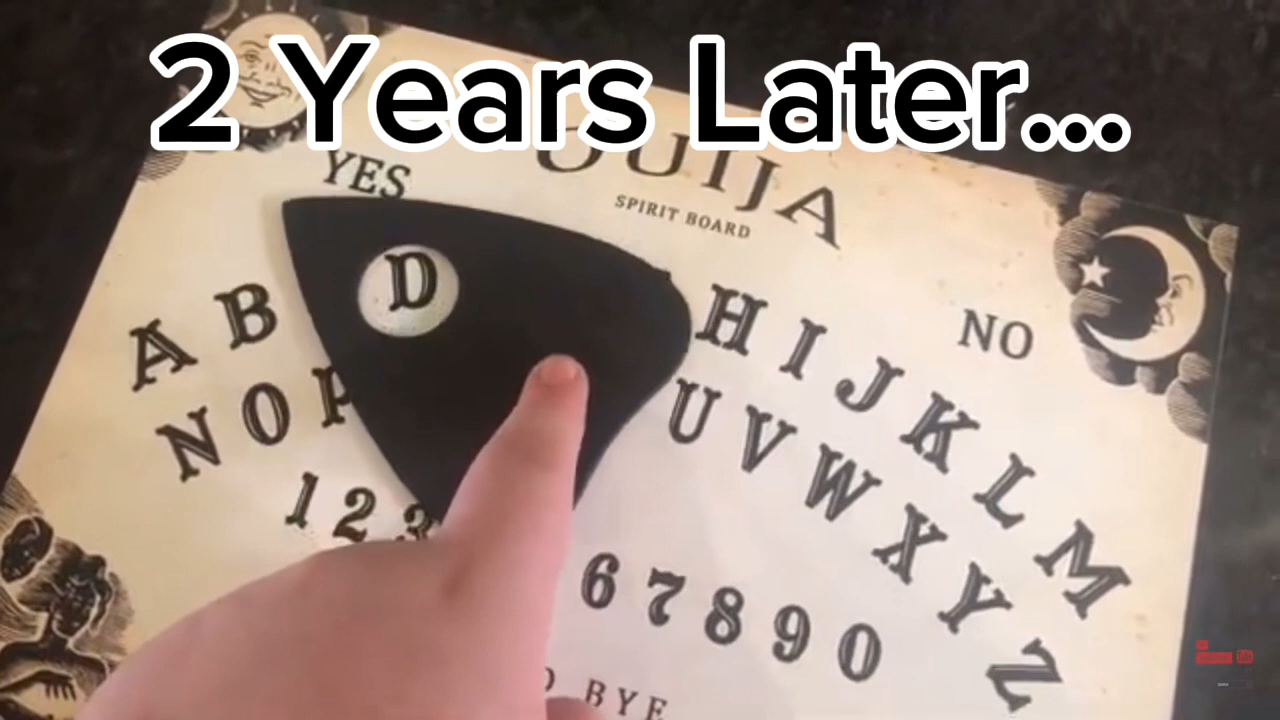 2 Years Later...
OUIJA
YES
SPIRIT BOARD
NO
A B D H I J K L M
N O P U V W X Y Z
1 2 3 6 7 8 9 0
BYE